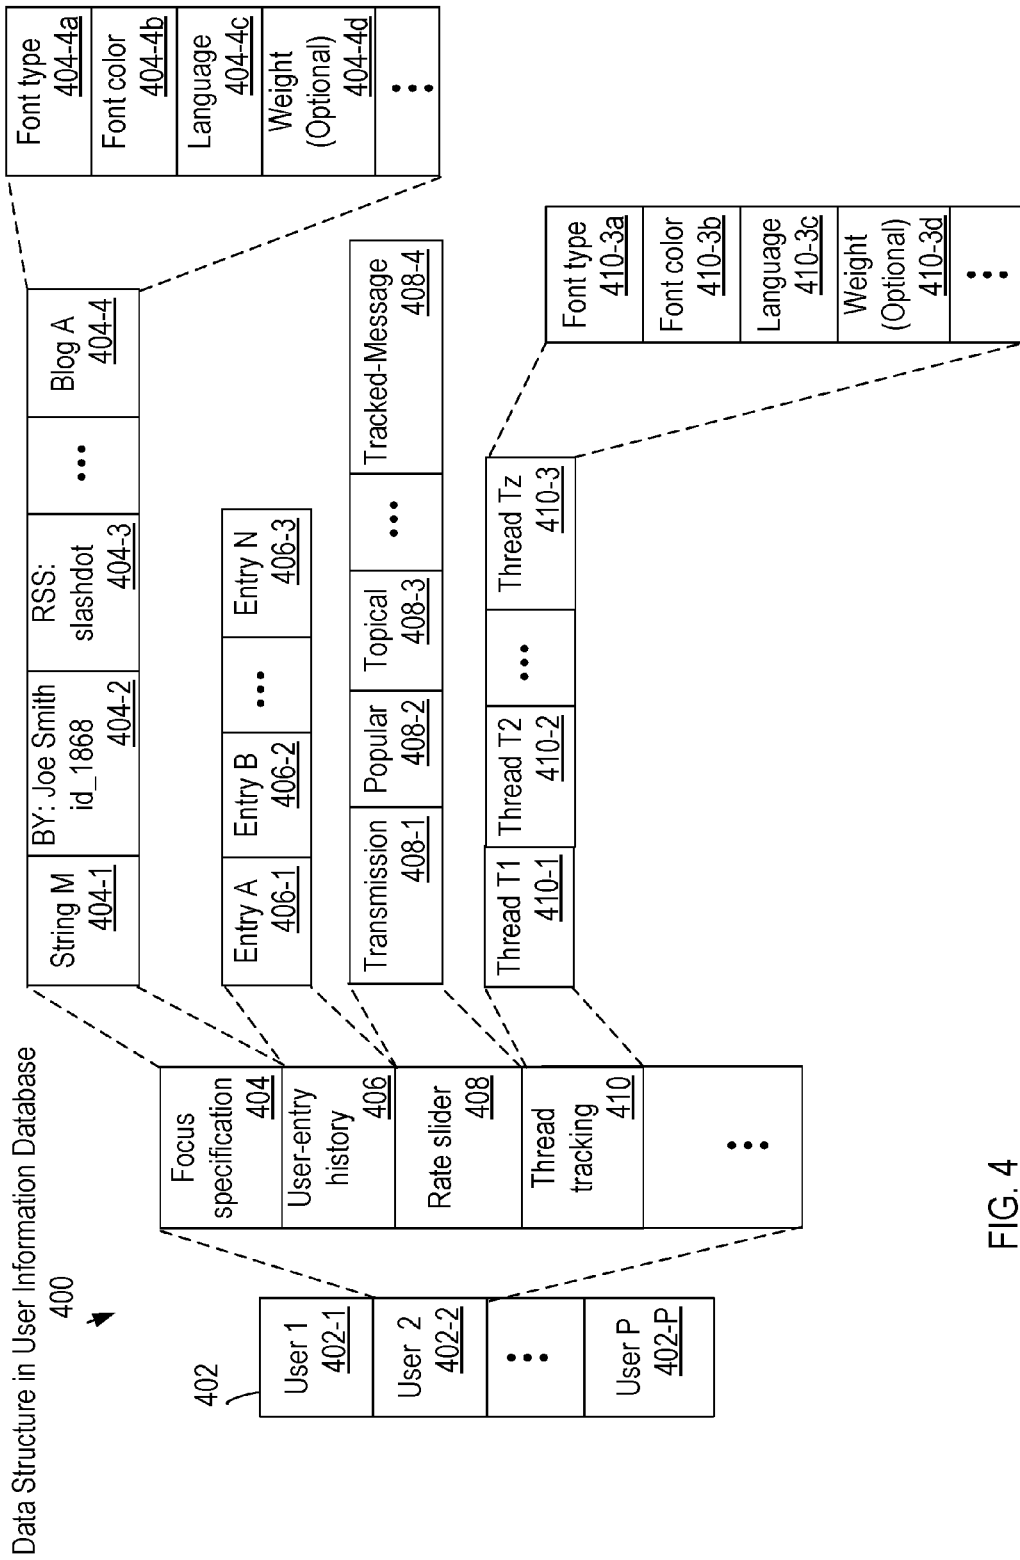 Data Structure in User Information Database
400
402
User 1
402-1
User 2
402-2
•••
User P
402-P
Focus
specification
404
User-entry
history
406
Rate slider
408
Thread
tracking
410
•••
String M
404-1
BY: Joe Smith
id_1868
404-2
RSS:
slashdot
404-3
•••
Blog A
404-4
Font type
404-4a
Font color
404-4b
Language
404-4c
Weight
(Optional)
404-4d
•••
Entry A
406-1
Entry B
406-2
•••
Entry N
406-3
Transmission
408-1
Popular
408-2
Topical
408-3
•••
Tracked-Message
408-4
Thread T1
410-1
Thread T2
410-2
•••
Thread Tz
410-3
Font type
410-3a
Font color
410-3b
Language
410-3c
Weight
(Optional)
410-3d
•••
FIG. 4